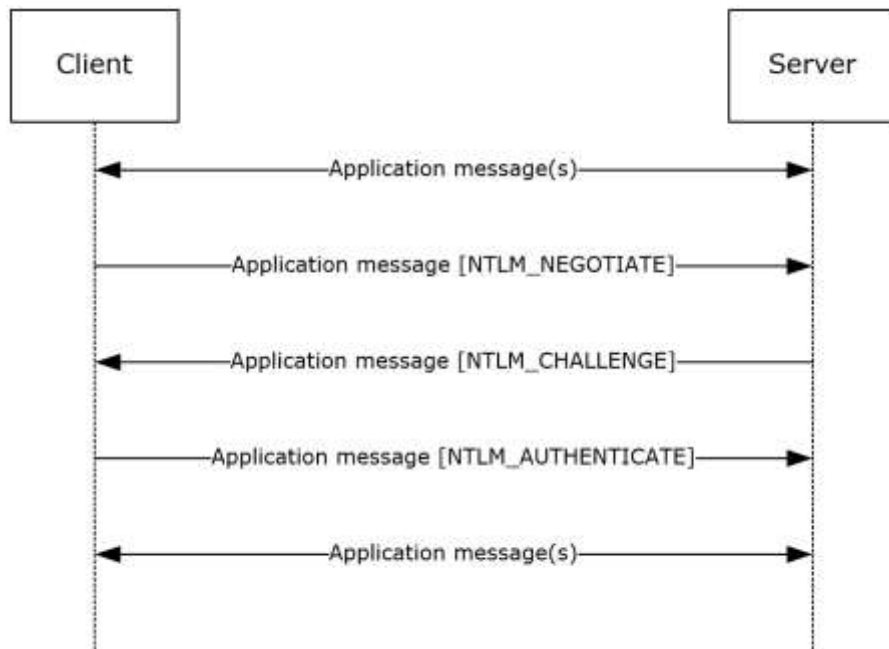 Client
Server
Application message(s)
Application message [NTLM_NEGOTIATE]
Application message [NTLM_CHALLENGE]
Application message [NTLM_AUTHENTICATE]
Application message(s)